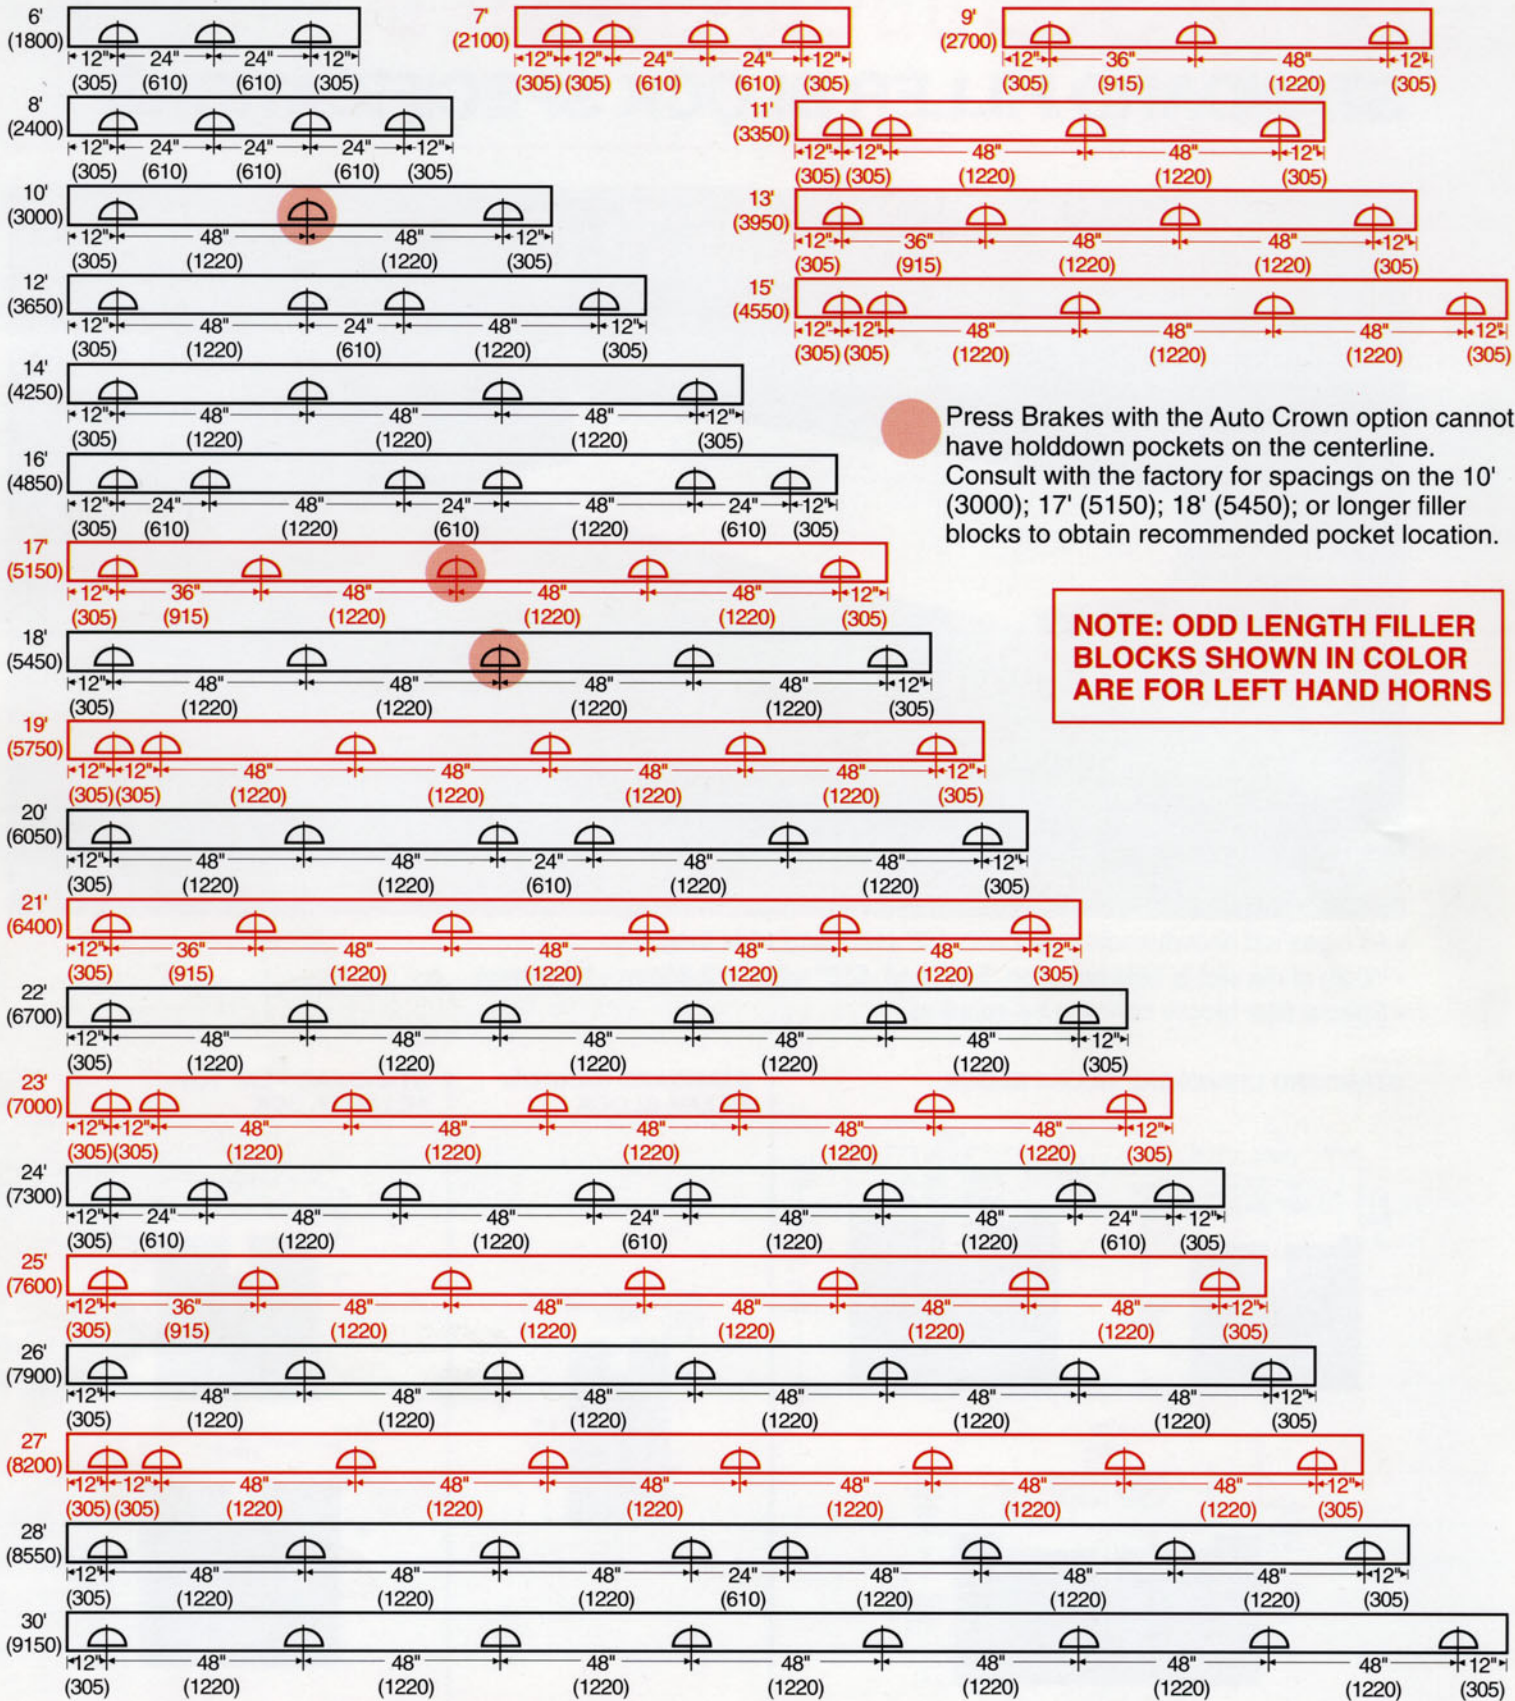 6'
(1800)
12" 24" 24" 12"
(305) (610) (610) (305)
7'
(2100)
12" 12" 24" 24" 12"
(305) (305) (610) (610) (305)
9'
(2700)
12" 36" 48" 12"
(305) (915) (1220) (305)
8'
(2400)
12" 24" 24" 24" 12"
(305) (610) (610) (610) (305)
11'
(3350)
12" 12" 48" 48" 12"
(305) (305) (1220) (1220) (305)
10'
(3000)
12" 48" 48" 12"
(305) (1220) (1220) (305)
13'
(3950)
12" 36" 48" 48" 12"
(305) (915) (1220) (1220) (305)
12'
(3650)
12" 48" 24" 48" 12"
(305) (1220) (610) (1220) (305)
15'
(4550)
12" 12" 48" 48" 48" 12"
(305) (305) (1220) (1220) (1220) (305)
14'
(4250)
12" 48" 48" 48" 12"
(305) (1220) (1220) (1220) (305)
Press Brakes with the Auto Crown option cannot
have holddown pockets on the centerline.
Consult with the factory for spacings on the 10'
(3000); 17' (5150); 18' (5450); or longer filler
blocks to obtain recommended pocket location.
16'
(4850)
12" 24" 48" 24" 48" 24" 12"
(305) (610) (1220) (610) (1220) (610) (305)
17'
(5150)
12" 36" 48" 48" 48" 12"
(305) (915) (1220) (1220) (1220) (305)
NOTE: ODD LENGTH FILLER
BLOCKS SHOWN IN COLOR
ARE FOR LEFT HAND HORNS
18'
(5450)
12" 48" 48" 48" 48" 12"
(305) (1220) (1220) (1220) (1220) (305)
19'
(5750)
12" 12" 48" 48" 48" 48" 12"
(305) (305) (1220) (1220) (1220) (1220) (305)
20'
(6050)
12" 48" 48" 24" 48" 48" 12"
(305) (1220) (1220) (610) (1220) (1220) (305)
21'
(6400)
12" 36" 48" 48" 48" 48" 12"
(305) (915) (1220) (1220) (1220) (1220) (305)
22'
(6700)
12" 48" 48" 48" 48" 48" 12"
(305) (1220) (1220) (1220) (1220) (1220) (305)
23'
(7000)
12" 12" 48" 48" 48" 48" 48" 12"
(305) (305) (1220) (1220) (1220) (1220) (1220) (305)
24'
(7300)
12" 24" 48" 48" 24" 48" 48" 24" 12"
(305) (610) (1220) (1220) (610) (1220) (1220) (610) (305)
25'
(7600)
12" 36" 48" 48" 48" 48" 48" 12"
(305) (915) (1220) (1220) (1220) (1220) (1220) (305)
26'
(7900)
12" 48" 48" 48" 48" 48" 48" 12"
(305) (1220) (1220) (1220) (1220) (1220) (1220) (305)
27'
(8200)
12" 12" 48" 48" 48" 48" 48" 48" 12"
(305) (305) (1220) (1220) (1220) (1220) (1220) (1220) (305)
28'
(8550)
12" 48" 48" 48" 24" 48" 48" 48" 12"
(305) (1220) (1220) (1220) (610) (1220) (1220) (1220) (305)
30'
(9150)
12" 48" 48" 48" 48" 48" 48" 48" 12"
(305) (1220) (1220) (1220) (1220) (1220) (1220) (1220) (305)